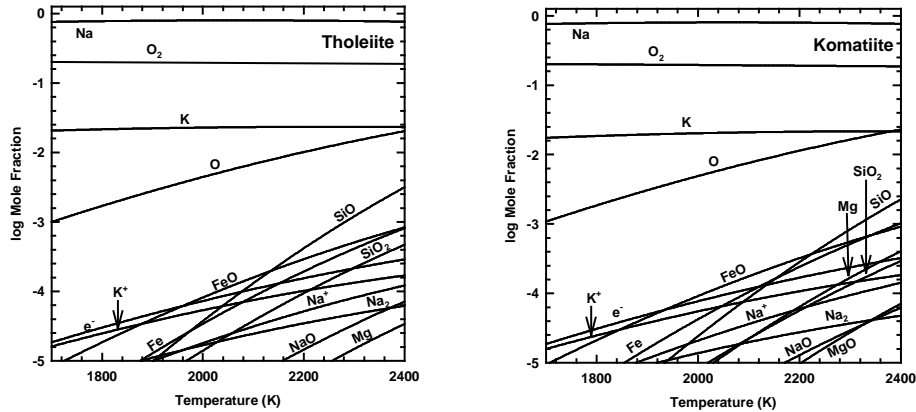 0
Na
O2
Tholeiite
-1
K
-2
O
-3
SiO
SiO2
FeO
-4
K+
e-
Na+
Na2
Fe
NaO
Mg
-5
1800
2000
2200
2400
Temperature (K)
log Mole Fraction
0
Na
Komatiite
O2
-1
K
-2
O
SiO2
SiO
Mg
-3
FeO
-4
K+
e-
Na+
Na2
Fe
NaO
MgO
-5
1800
2000
2200
2400
Temperature (K)
log Mole Fraction